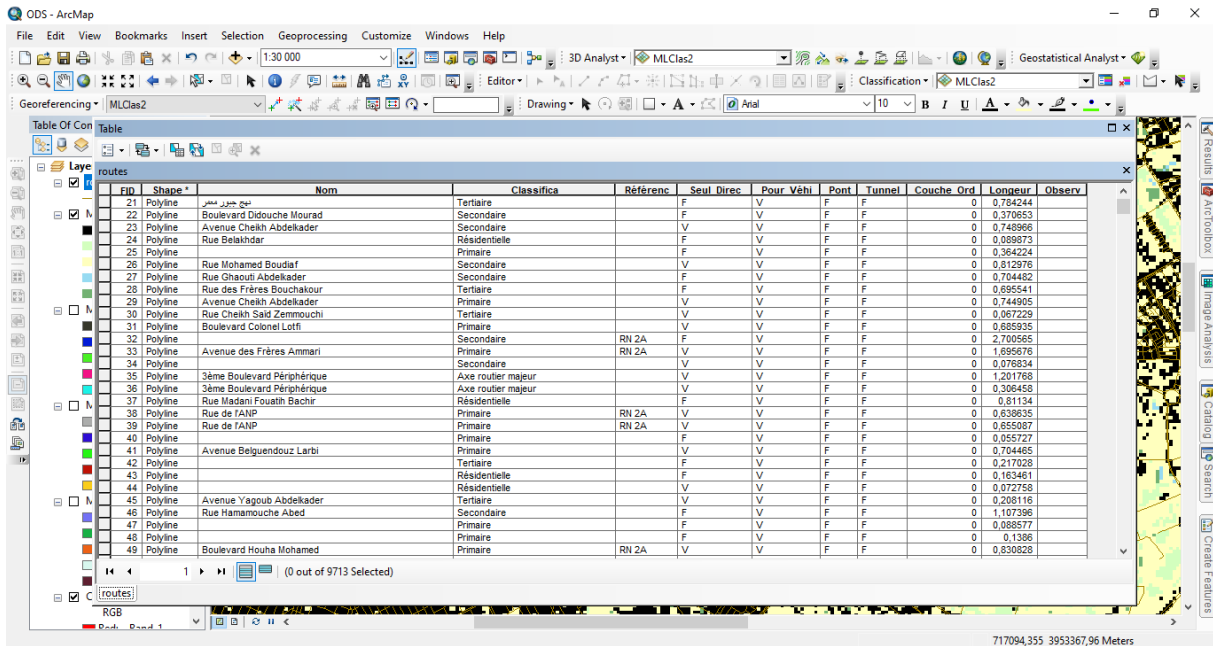 ODS - ArcMap
File Edit View Bookmarks Insert Selection Geoprocessing Customize Windows Help
1:30 000 3D Analyst MLClas2 Geostatistical Analyst
Editor Classification MLClas2
Georeferencing MLClas2 Drawing A Arial 10 B I U A
Table Of Con
Table
Laye
routes
FID Shape * Nom Classifica Référenc Seul Direc Pour Véhi Pont Tunnel Couche Ord Longeur Observ
21 Polyline نهج جبور معمر Tertiaire F V F F 0 0,784244
22 Polyline Boulevard Didouche Mourad Secondaire F V F F 0 0,370653
23 Polyline Avenue Cheikh Abdelkader Secondaire V V F F 0 0,748966
24 Polyline Rue Belakhdar Résidentielle F V F F 0 0,089873
25 Polyline Primaire F V F F 0 0,364224
26 Polyline Rue Mohamed Boudiaf Secondaire V V F F 0 0,812976
27 Polyline Rue Ghaouti Abdelkader Secondaire F V F F 0 0,704482
28 Polyline Rue des Frères Bouchakour Tertiaire F V F F 0 0,695541
29 Polyline Avenue Cheikh Abdelkader Primaire V V F F 0 0,744905
30 Polyline Rue Cheikh Saïd Zemmouchi Tertiaire V V F F 0 0,067229
31 Polyline Boulevard Colonel Lotfi Primaire V V F F 0 0,685935
32 Polyline Secondaire RN 2A F V F F 0 2,700565
33 Polyline Avenue des Frères Ammari Primaire RN 2A V V F F 0 1,695676
34 Polyline Secondaire V V F F 0 0,076834
35 Polyline 3ème Boulevard Périphérique Axe routier majeur V V F F 0 1,201768
36 Polyline 3ème Boulevard Périphérique Axe routier majeur V V F F 0 0,306458
37 Polyline Rue Madani Fouatih Bachir Résidentielle F V F F 0 0,81134
38 Polyline Rue de l'ANP Primaire RN 2A V V F F 0 0,638635
39 Polyline Rue de l'ANP Primaire RN 2A V V F F 0 0,655087
40 Polyline Primaire F V F F 0 0,055727
41 Polyline Avenue Belguendouz Larbi Primaire V V F F 0 0,704465
42 Polyline Tertiaire F V F F 0 0,217028
43 Polyline Résidentielle F V F F 0 0,163461
44 Polyline Résidentielle V V F F 0 0,072758
45 Polyline Avenue Yagoub Abdelkader Tertiaire V V F F 0 0,208116
46 Polyline Rue Hamamouche Abed Secondaire F V F F 0 1,107396
47 Polyline Primaire F V F F 0 0,088577
48 Polyline Primaire F V F F 0 0,1386
49 Polyline Boulevard Houha Mohamed Primaire RN 2A V V F F 0 0,830828
1 (0 out of 9713 Selected)
routes
RGB
Red: Band_1
717094,355 3953367,96 Meters
Results
ArcToolbox
Image Analysis
Catalog
Search
Create Features